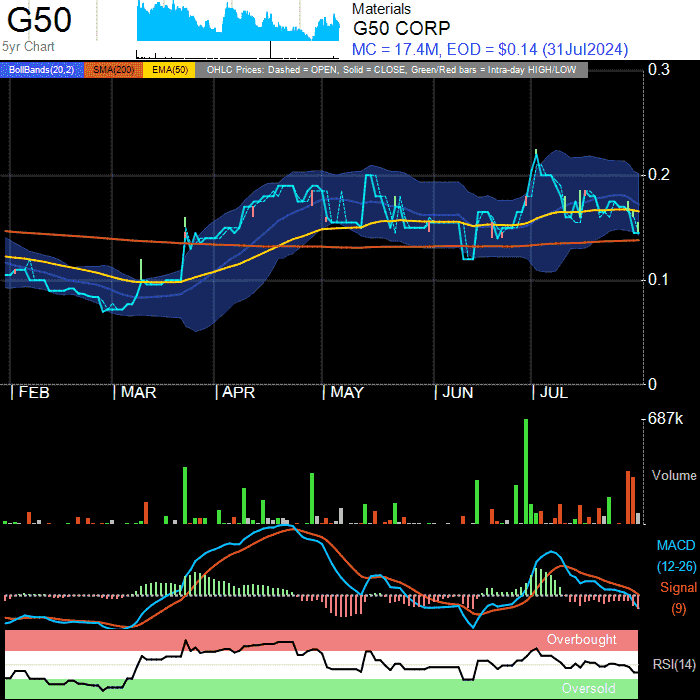 G50
5yr Chart
Materials
G50 CORP
MC = 17.4M, EOD = $0.14 (31Jul2024)
BollBands(20,2) SMA(200) EMA(50) OHLC Prices: Dashed = OPEN, Solid = CLOSE, Green/Red bars = Intra-day HIGH/LOW
0.3
0.2
0.1
0
| FEB | MAR | APR | MAY | JUN | JUL
687k
Volume
MACD
(12-26)
Signal
(9)
Overbought
RSI(14)
Oversold